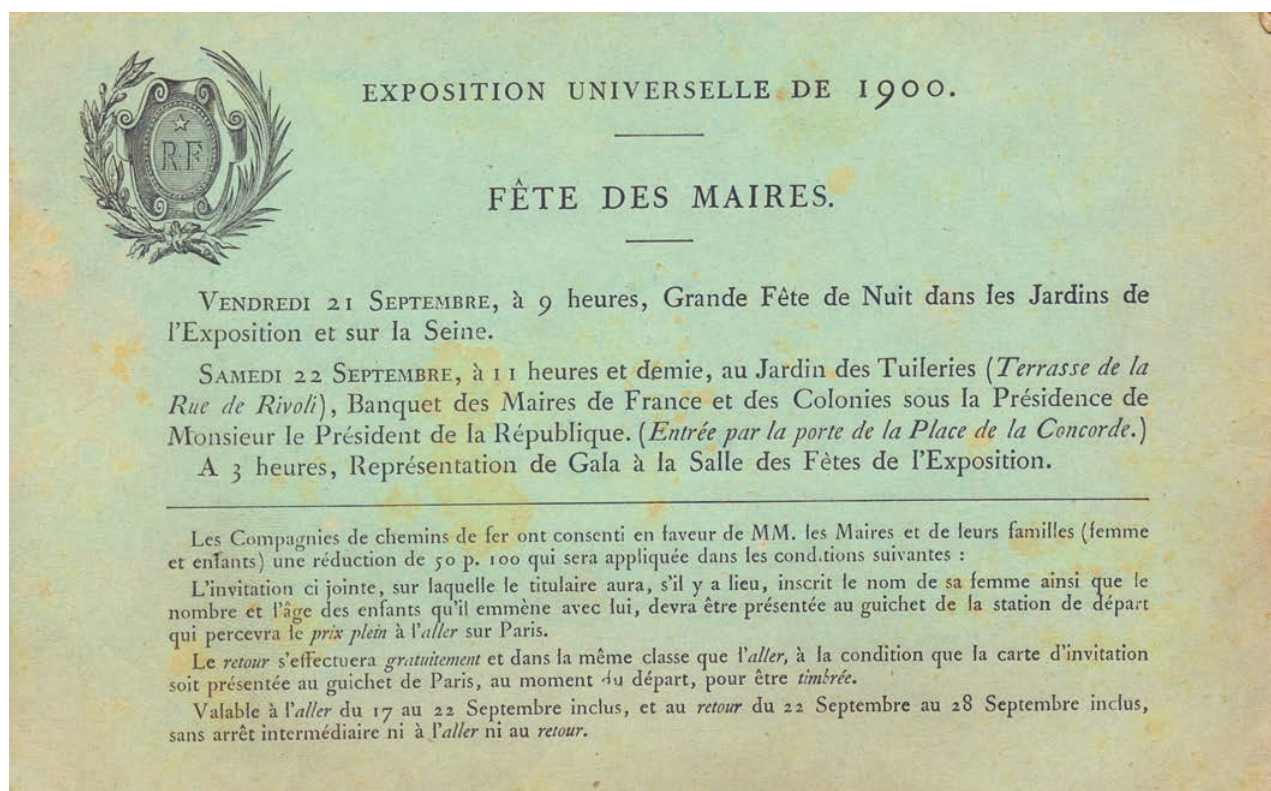 EXPOSITION UNIVERSELLE DE 1900.
RF
FÊTE DES MAIRES.
VENDREDI 21 SEPTEMBRE, à 9 heures, Grande Fête de Nuit dans les Jardins de
l'Exposition et sur la Seine.
SAMEDI 22 SEPTEMBRE, à 11 heures et demie, au Jardin des Tuileries (Terrasse de la
Rue de Rivoli), Banquet des Maires de France et des Colonies sous la Présidence de
Monsieur le Président de la République. (Entrée par la porte de la Place de la Concorde.)
A 3 heures, Représentation de Gala à la Salle des Fêtes de l'Exposition.
Les Compagnies de chemins de fer ont consenti en faveur de MM. les Maires et de leurs familles (femme
et enfants) une réduction de 50 p. 100 qui sera appliquée dans les conditions suivantes :
L'invitation ci jointe, sur laquelle le titulaire aura, s'il y a lieu, inscrit le nom de sa femme ainsi que le
nombre et l'âge des enfants qu'il emmène avec lui, devra être présentée au guichet de la station de départ
qui percevra le prix plein à l'aller sur Paris.
Le retour s'effectuera gratuitement et dans la même classe que l'aller, à la condition que la carte d'invitation
soit présentée au guichet de Paris, au moment du départ, pour être timbrée.
Valable à l'aller du 17 au 22 Septembre inclus, et au retour du 22 Septembre au 28 Septembre inclus,
sans arrêt intermédiaire ni à l'aller ni au retour.